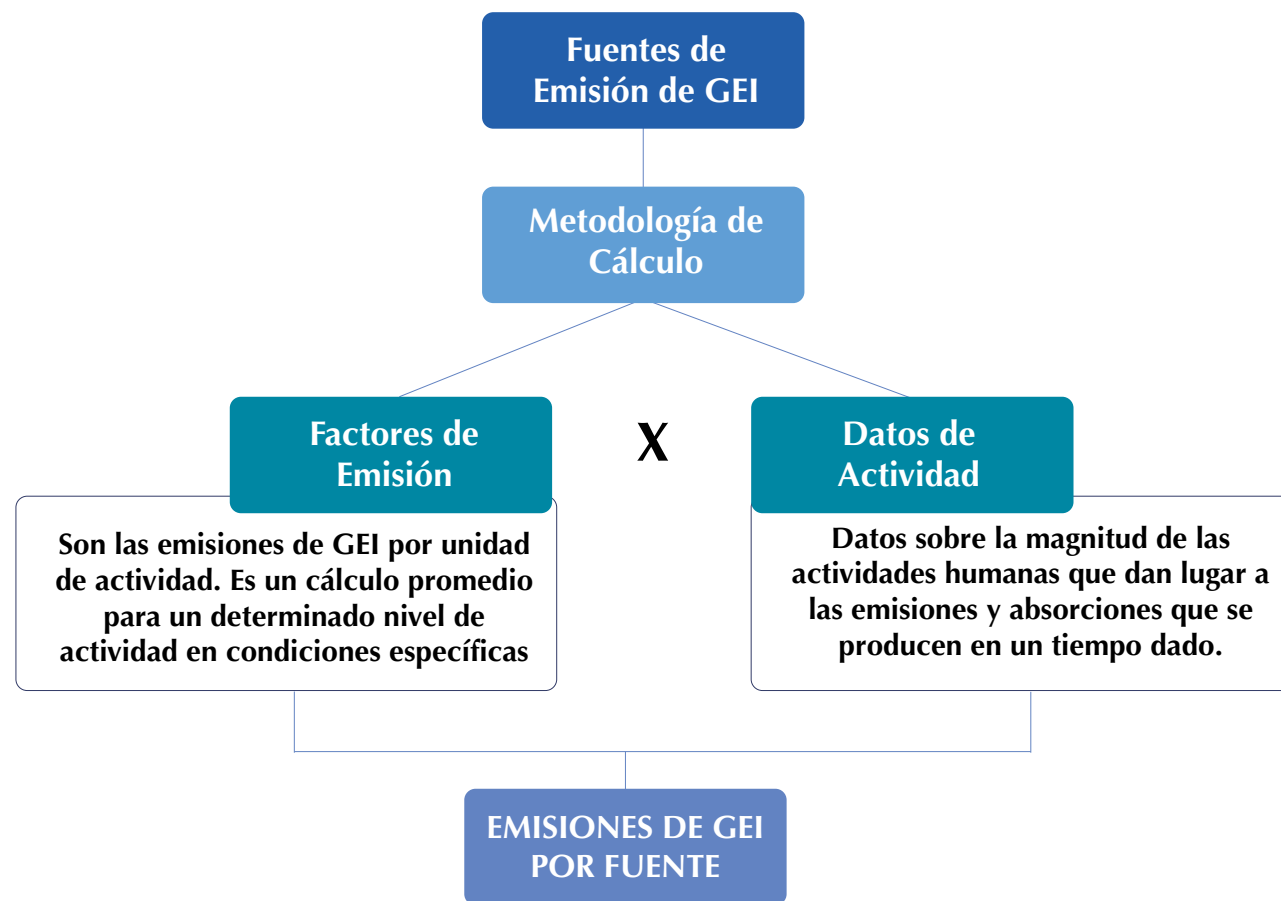 Fuentes de
Emisión de GEI
Metodología de
Cálculo
Factores de
Emisión
X
Datos de
Actividad
Son las emisiones de GEI por unidad
de actividad. Es un cálculo promedio
para un determinado nivel de
actividad en condiciones específicas
Datos sobre la magnitud de las
actividades humanas que dan lugar a
las emisiones y absorciones que se
producen en un tiempo dado.
EMISIONES DE GEI
POR FUENTE